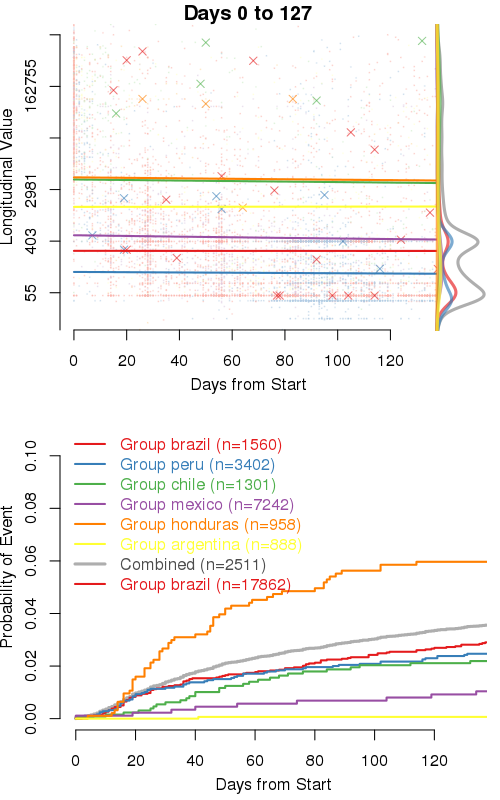 Days 0 to 127
Longitudinal Value
162755
2981
403
55
0 20 40 60 80 100 120
Days from Start
Probability of Event
0.10
0.08
0.06
0.04
0.02
0.00
Group brazil (n=1560)
Group peru (n=3402)
Group chile (n=1301)
Group mexico (n=7242)
Group honduras (n=958)
Group argentina (n=888)
Combined (n=2511)
Group brazil (n=17862)
0 20 40 60 80 100 120
Days from Start